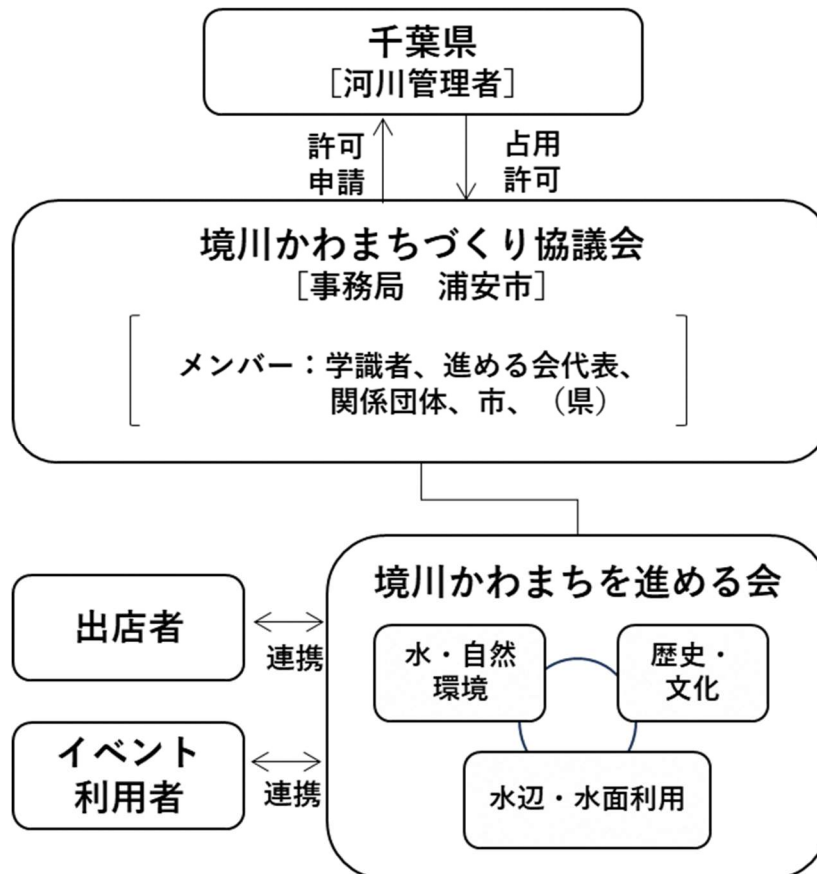 千葉県
［河川管理者］
許可
申請
占用
許可
境川かわまちづくり協議会
［事務局　浦安市］
メンバー：学識者、進める会代表、
関係団体、市、（県）
境川かわまちを進める会
出店者
連携
水・自然
環境
歴史・
文化
イベント
利用者
連携
水辺・水面利用